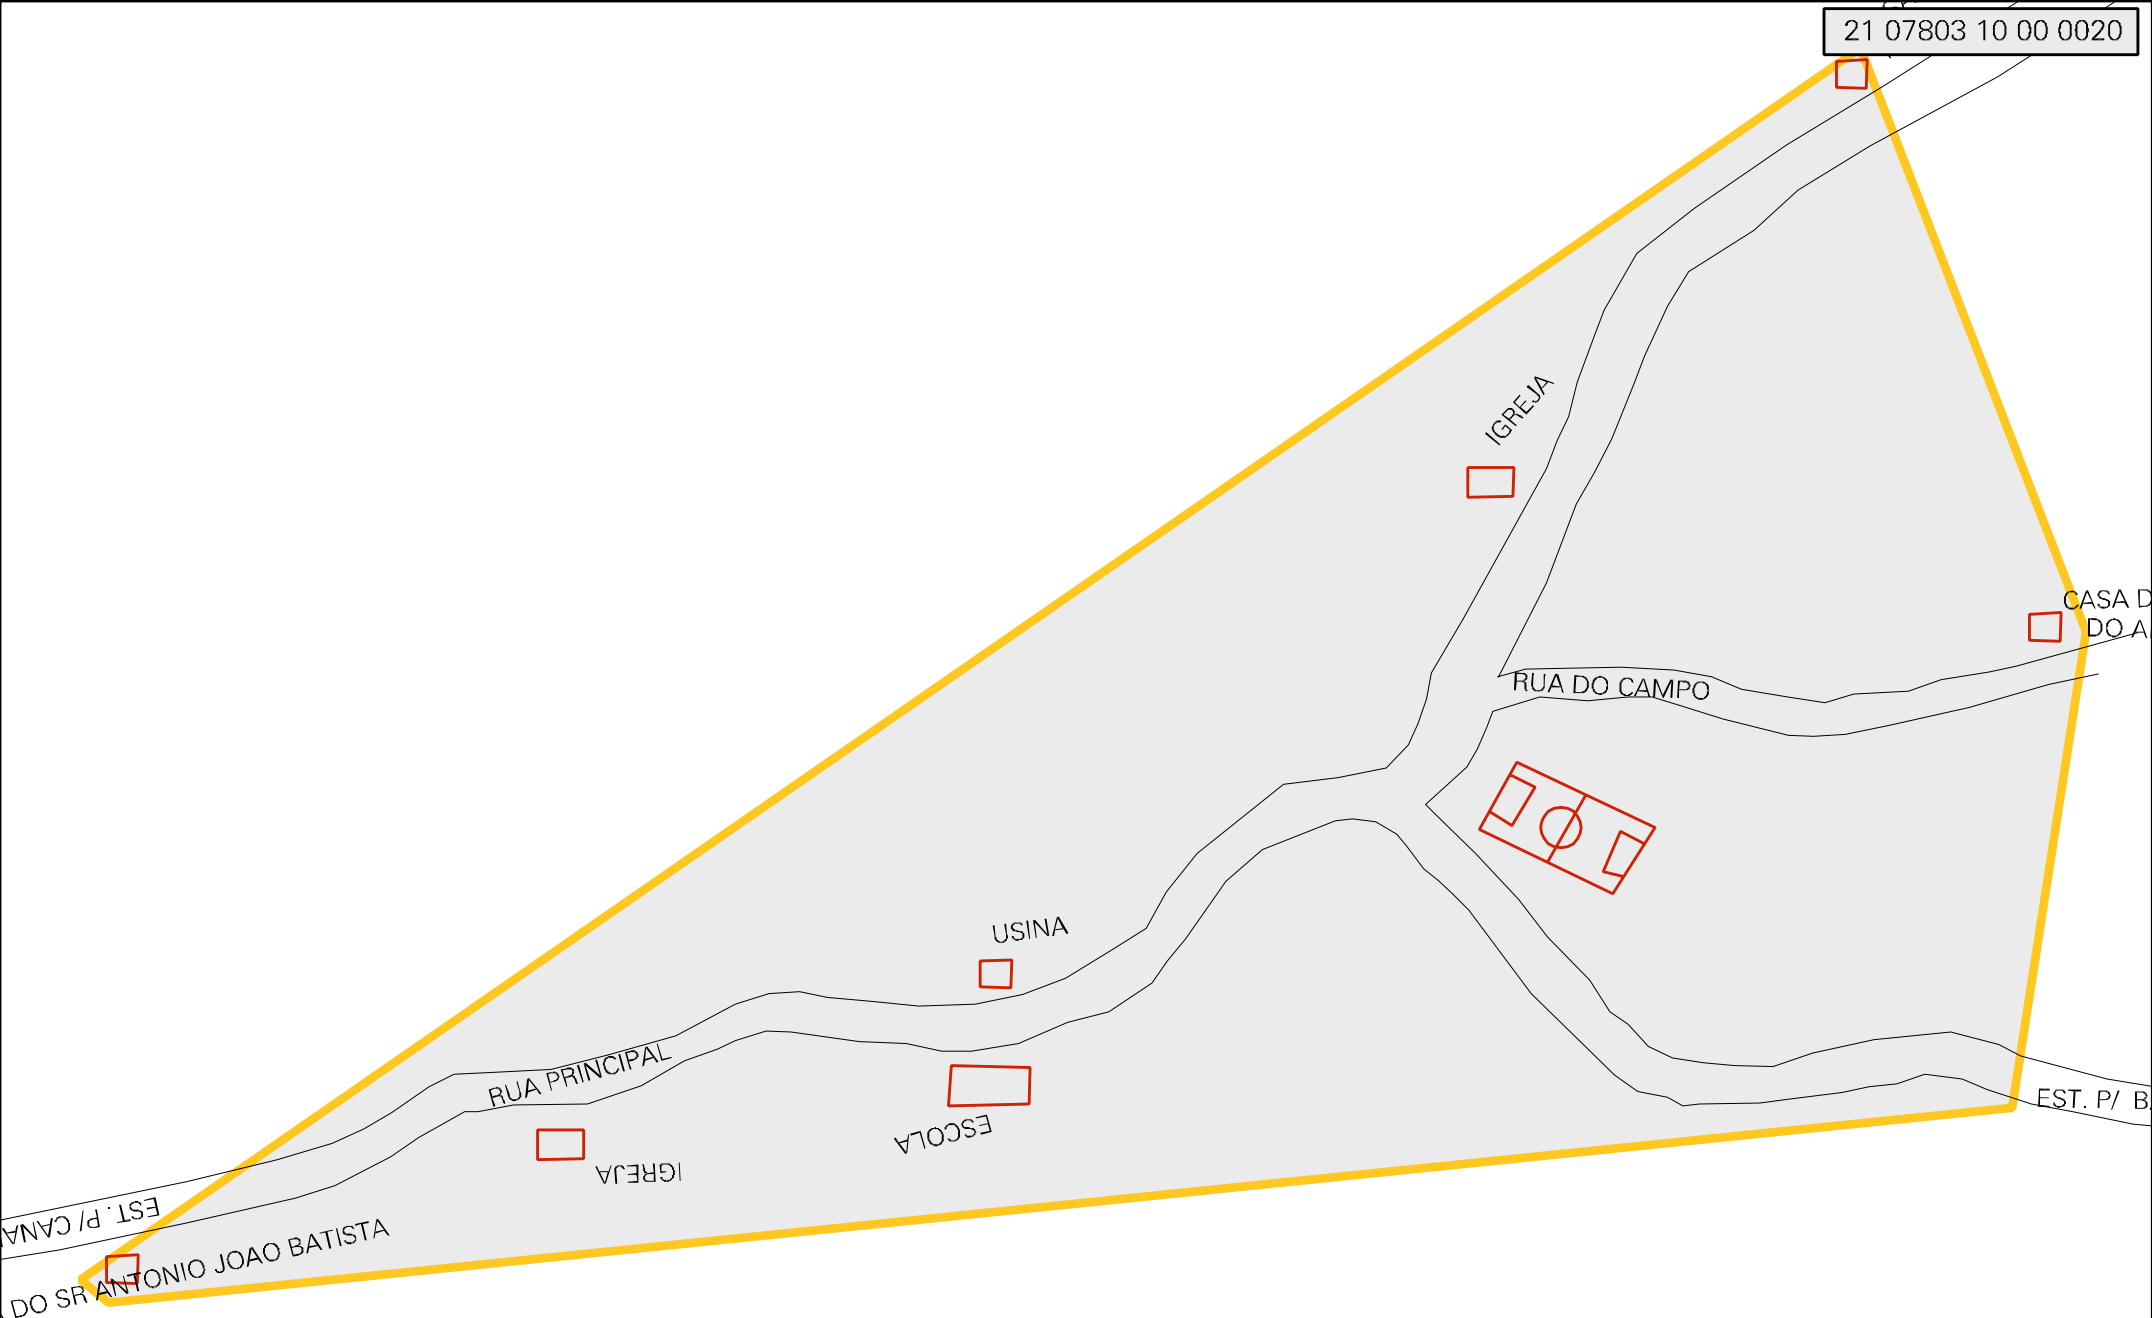 21 07803 10 00 0020
IGREJA
CASA D
DO A
RUA DO CAMPO
USINA
RUA PRINCIPAL
EST. P/ B
ESCOLA
IGREJA
EST. P/ CANA
DO SR ANTONIO JOAO BATISTA